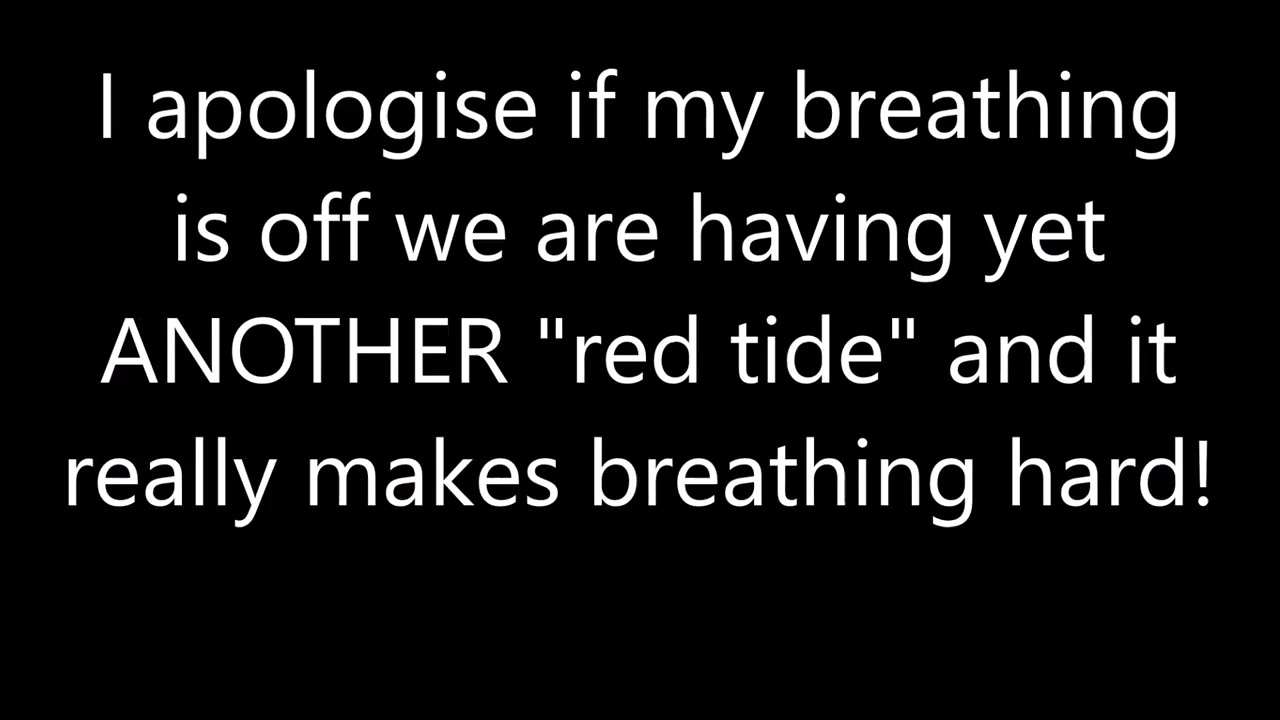 I apologise if my breathing
is off we are having yet
ANOTHER "red tide" and it
really makes breathing hard!